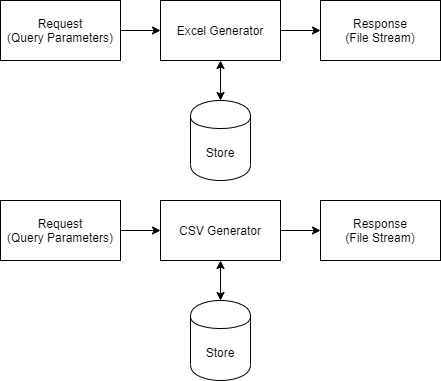 Request
(Query Parameters)
Excel Generator
Response
(File Stream)
Store
Request
(Query Parameters)
CSV Generator
Response
(File Stream)
Store